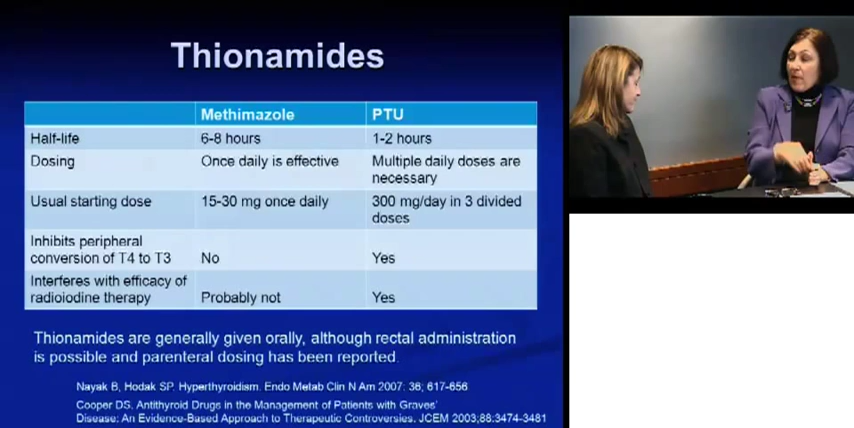 Thionamides
Methimazole PTU
Half-life 6-8 hours 1-2 hours
Dosing Once daily is effective Multiple daily doses are
necessary
Usual starting dose 15-30 mg once daily 300 mg/day in 3 divided
doses
Inhibits peripheral
conversion of T4 to T3 No Yes
Interferes with efficacy of
radioiodine therapy Probably not Yes
Thionamides are generally given orally, although rectal administration
is possible and parenteral dosing has been reported.
Nayak B, Hodak SP. Hyperthyroidism. Endo Metab Clin N Am 2007: 36; 617-656
Cooper DS. Antithyroid Drugs in the Management of Patients with Graves'
Disease: An Evidence-Based Approach to Therapeutic Controversies. JCEM 2003;88:3474-3481